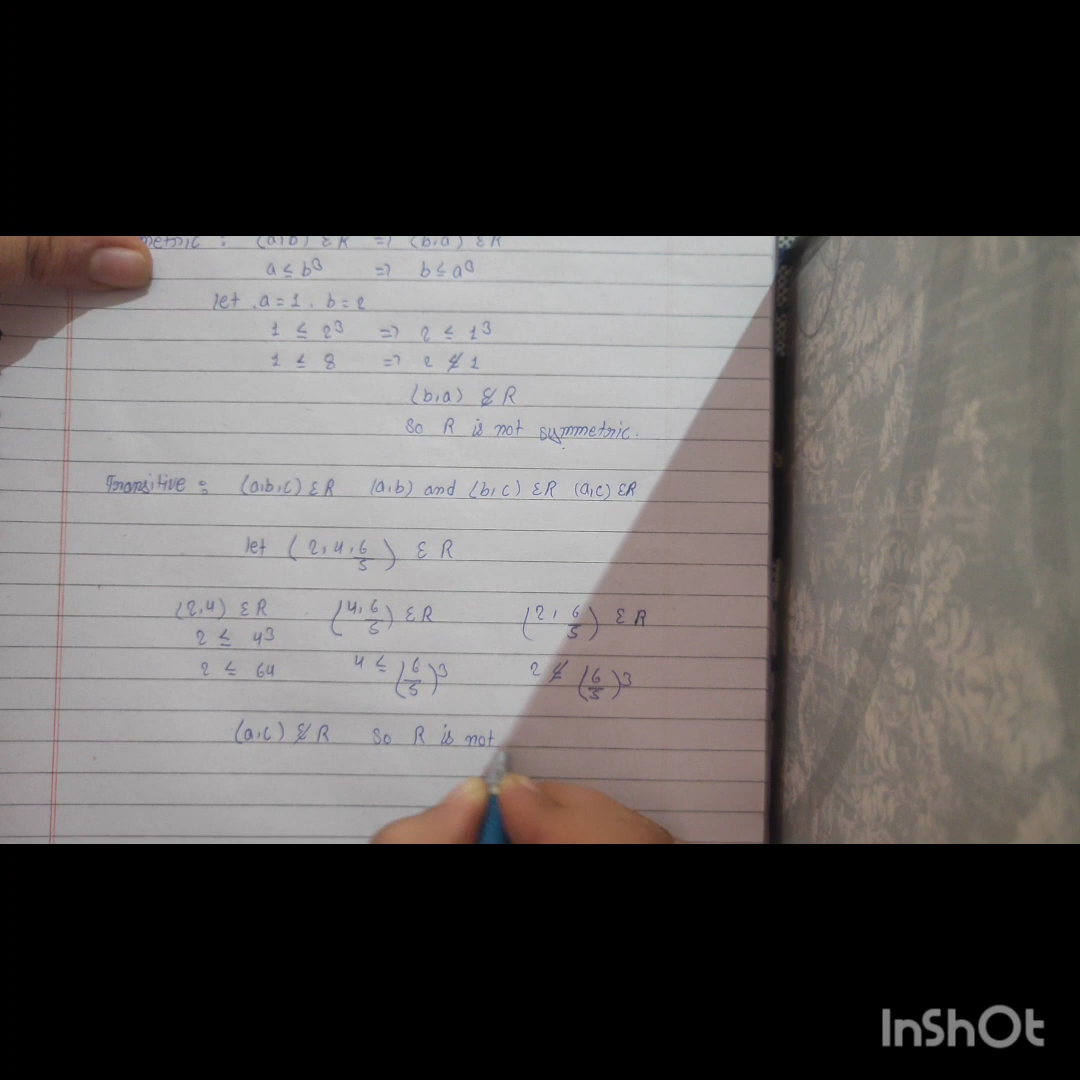 metric : (a,b) ε R => (b,a) ε R
a ≤ b³ => b ≤ a³
let, a = 1, b = 2
1 ≤ 2³ => 2 ≤ 1³
1 ≤ 8 => 2 ≰ 1
(b,a) ∉ R
So R is not symmetric.
Transitive : (a,b,c) ε R (a,b) and (b,c) ε R (a,c) ε R
let (2, 4, 6/5) ε R
(2,4) ε R (4, 6/5) ε R (2, 6/5) ε R
2 ≤ 4³
2 ≤ 64 4 ≤ (6/5)³ 2 ≰ (6/5)³
(a,c) ∉ R So R is not
InShOt